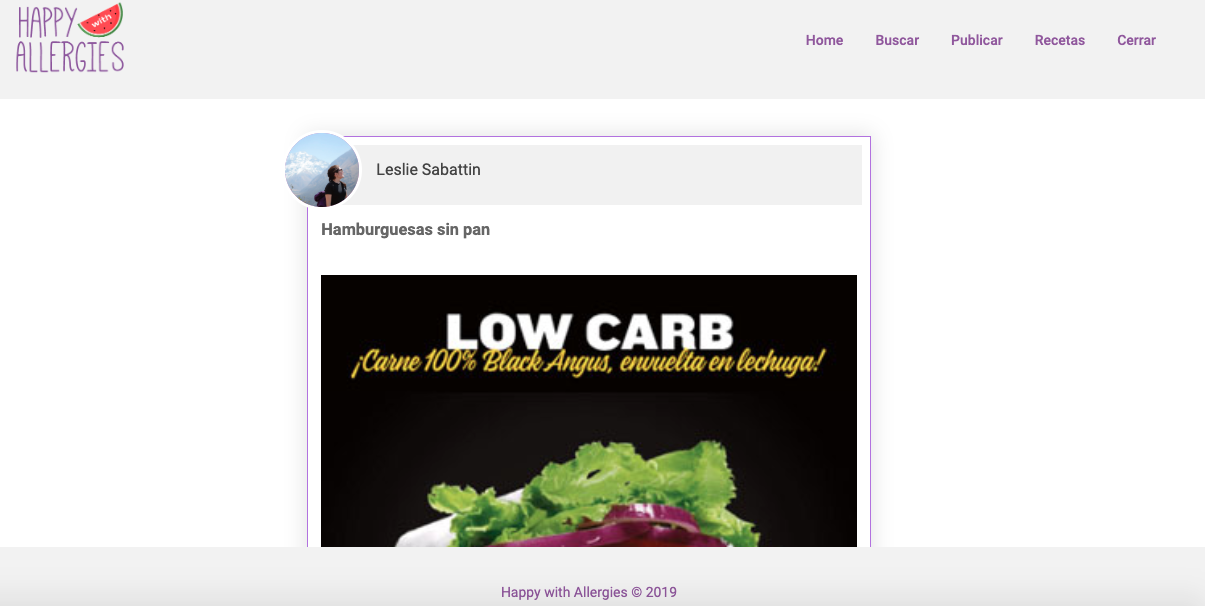 HAPPY with
ALLERGIES
Home Buscar Publicar Recetas Cerrar
Leslie Sabattin
Hamburguesas sin pan
LOW CARB
¡Carne 100% Black Angus, envuelta en lechuga!
Happy with Allergies © 2019